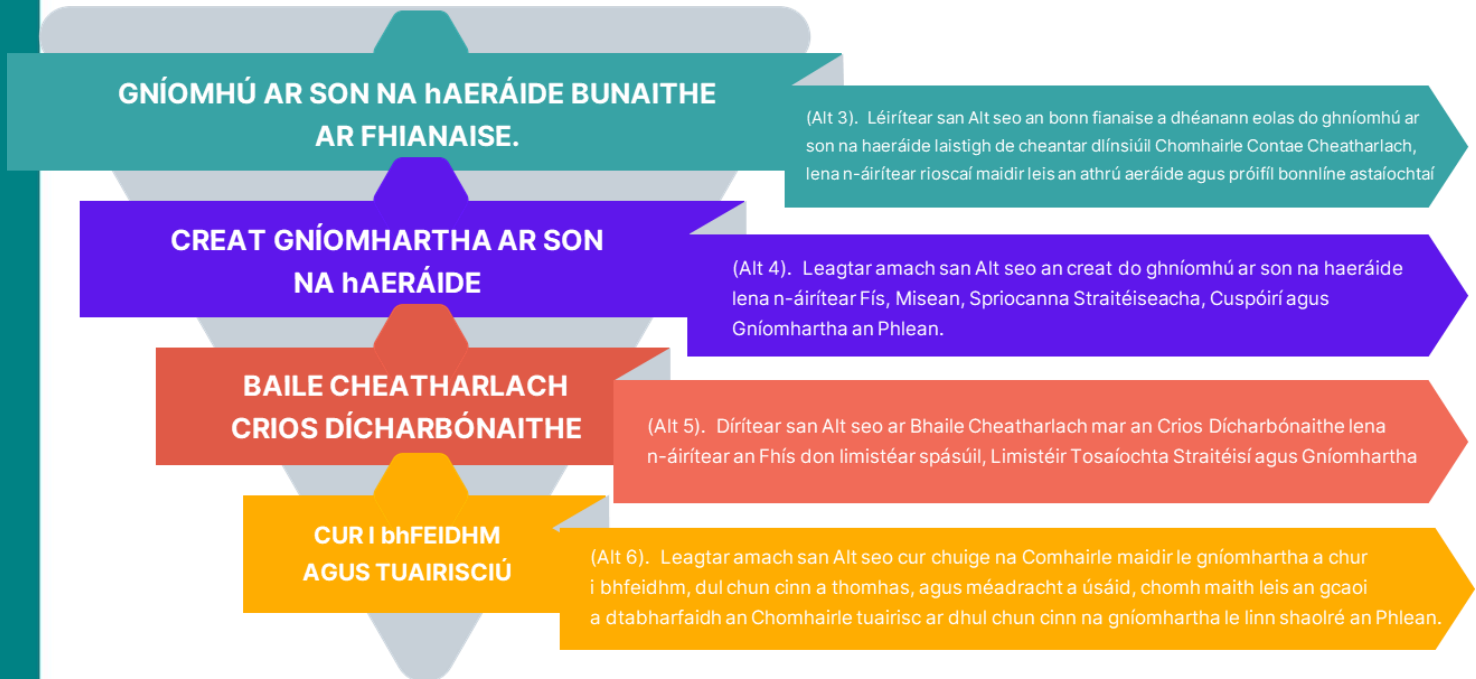 GNÍOMHÚ AR SON NA hAERÁIDE BUNAITHE
AR FHIANAISE.
(Alt 3). Léirítear san Alt seo an bonn fianaise a dhéanann eolas do ghníomhú ar
son na haeráide laistigh de cheantar dlínsiúil Chomhairle Contae Cheatharlach,
lena n-áirítear rioscaí maidir leis an athrú aeráide agus próifíl bonnlíne astaíochtaí
CREAT GNÍOMHARTHA AR SON
NA hAERÁIDE
(Alt 4). Leagtar amach san Alt seo an creat do ghníomhú ar son na haeráide
lena n-áirítear Fís, Misean, Spriocanna Straitéiseacha, Cuspóirí agus
Gníomhartha an Phlean.
BAILE CHEATHARLACH
CRIOS DÍCHARBÓNAITHE
(Alt 5). Dírítear san Alt seo ar Bhaile Cheatharlach mar an Crios Dícharbónaithe lena
n-áirítear an Fhís don limistéar spásúil, Limistéir Tosaíochta Straitéisí agus Gníomhartha
CUR I bhFEIDHM
AGUS TUAIRISCIÚ
(Alt 6). Leagtar amach san Alt seo cur chuige na Comhairle maidir le gníomhartha a chur
i bhfeidhm, dul chun cinn a thomhas, agus méadracht a úsáid, chomh maith leis an gcaoi
a dtabharfaidh an Chomhairle tuairisc ar dhul chun cinn na gníomhartha le linn shaolré an Phlean.